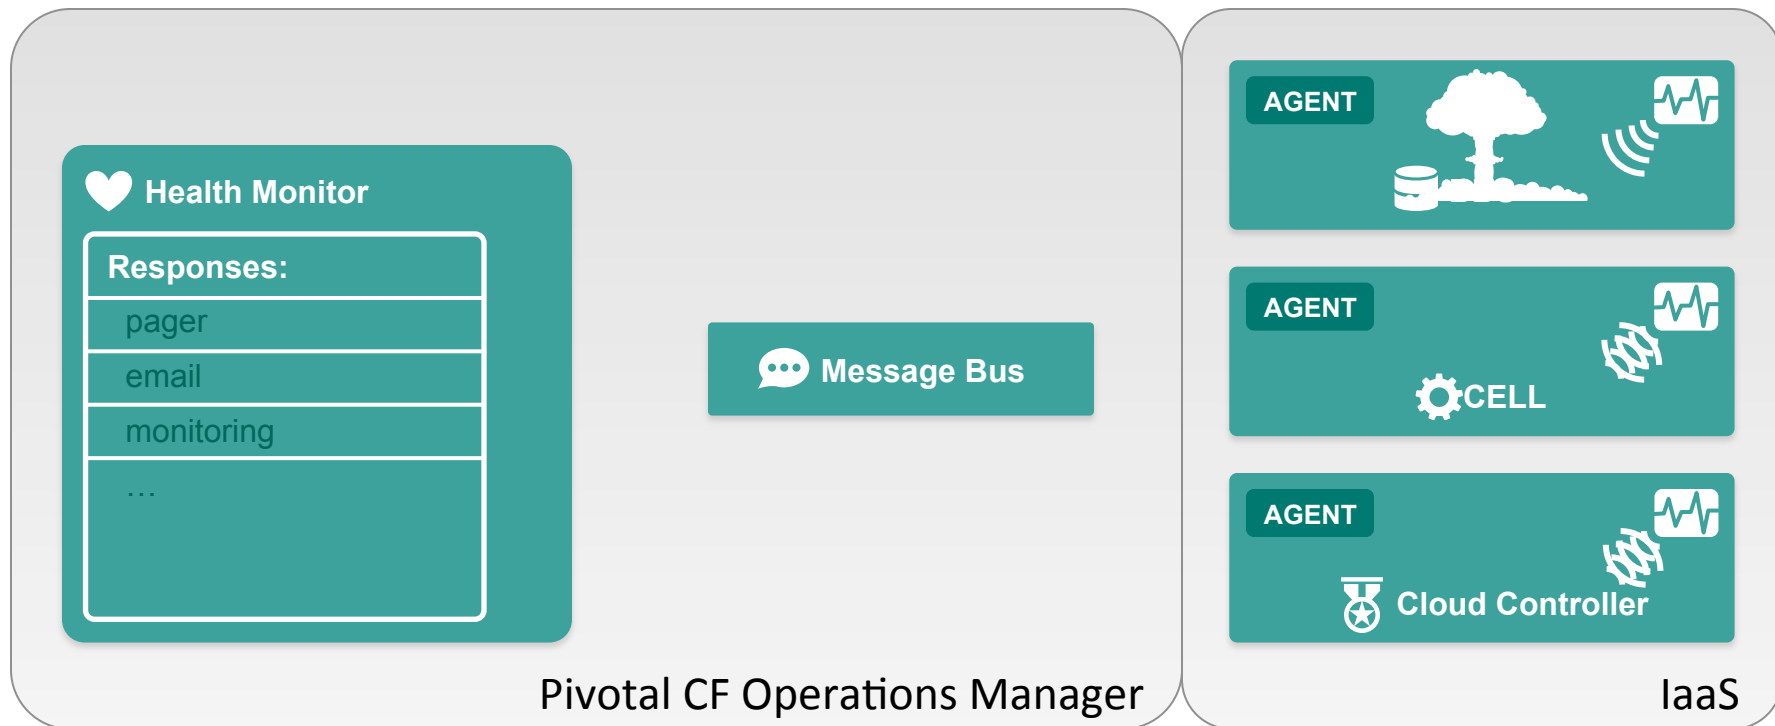 Health Monitor
Responses:
pager
email
monitoring
...
Message Bus
Pivotal CF Operations Manager
AGENT
AGENT
CELL
AGENT
Cloud Controller
IaaS